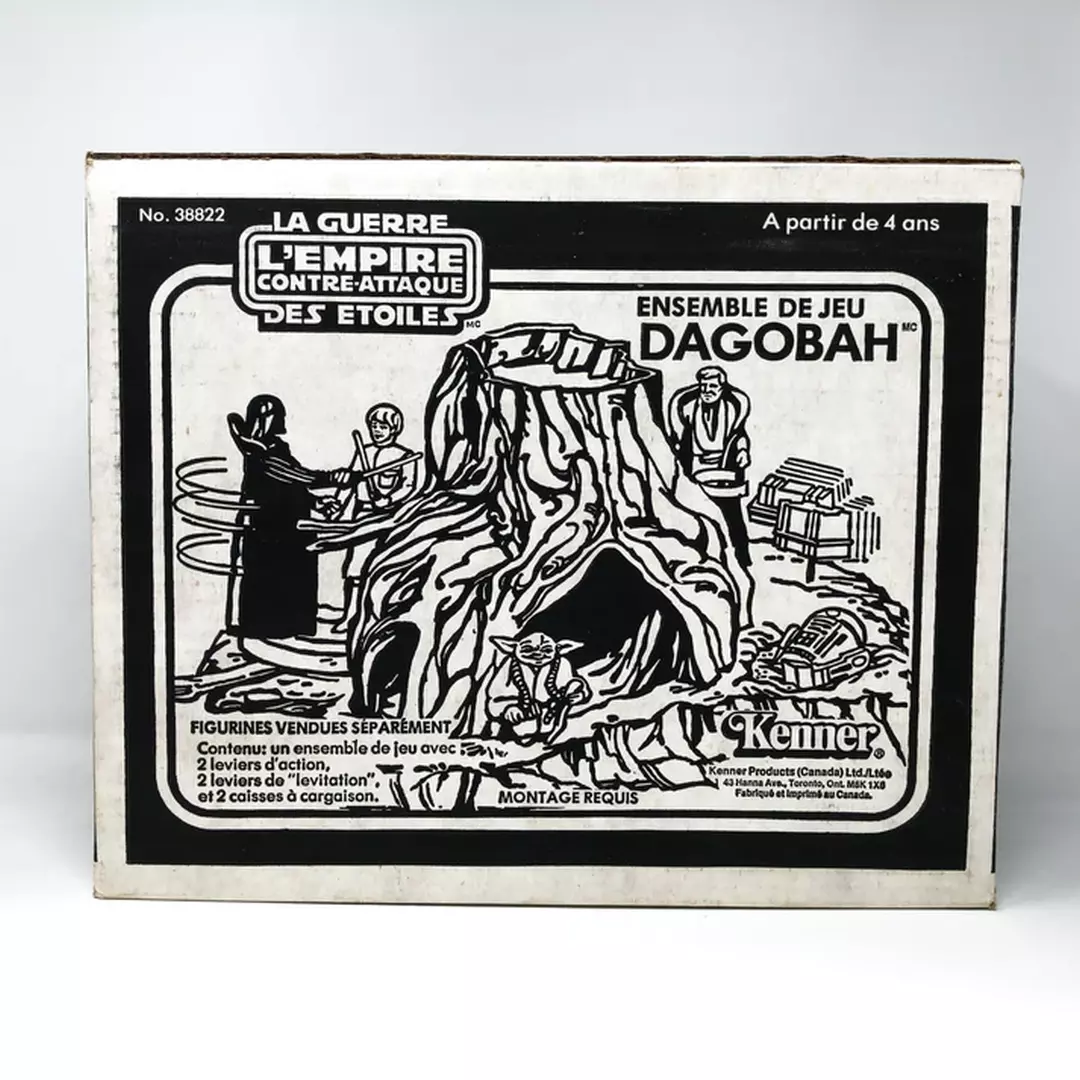 No. 38822
LA GUERRE
L'EMPIRE
CONTRE-ATTAQUE
DES ETOILES MC
A partir de 4 ans
ENSEMBLE DE JEU
DAGOBAH MC
FIGURINES VENDUES SÉPARÉMENT
Contenu: un ensemble de jeu avec
2 leviers d'action,
2 leviers de "levitation",
et 2 caisses à cargaison.
MONTAGE REQUIS
Kenner®
Kenner Products (Canada) Ltd./Ltée
43 Hanna Ave., Toronto, Ont. M6K 1X6
Fabriqué et imprimé au Canada.